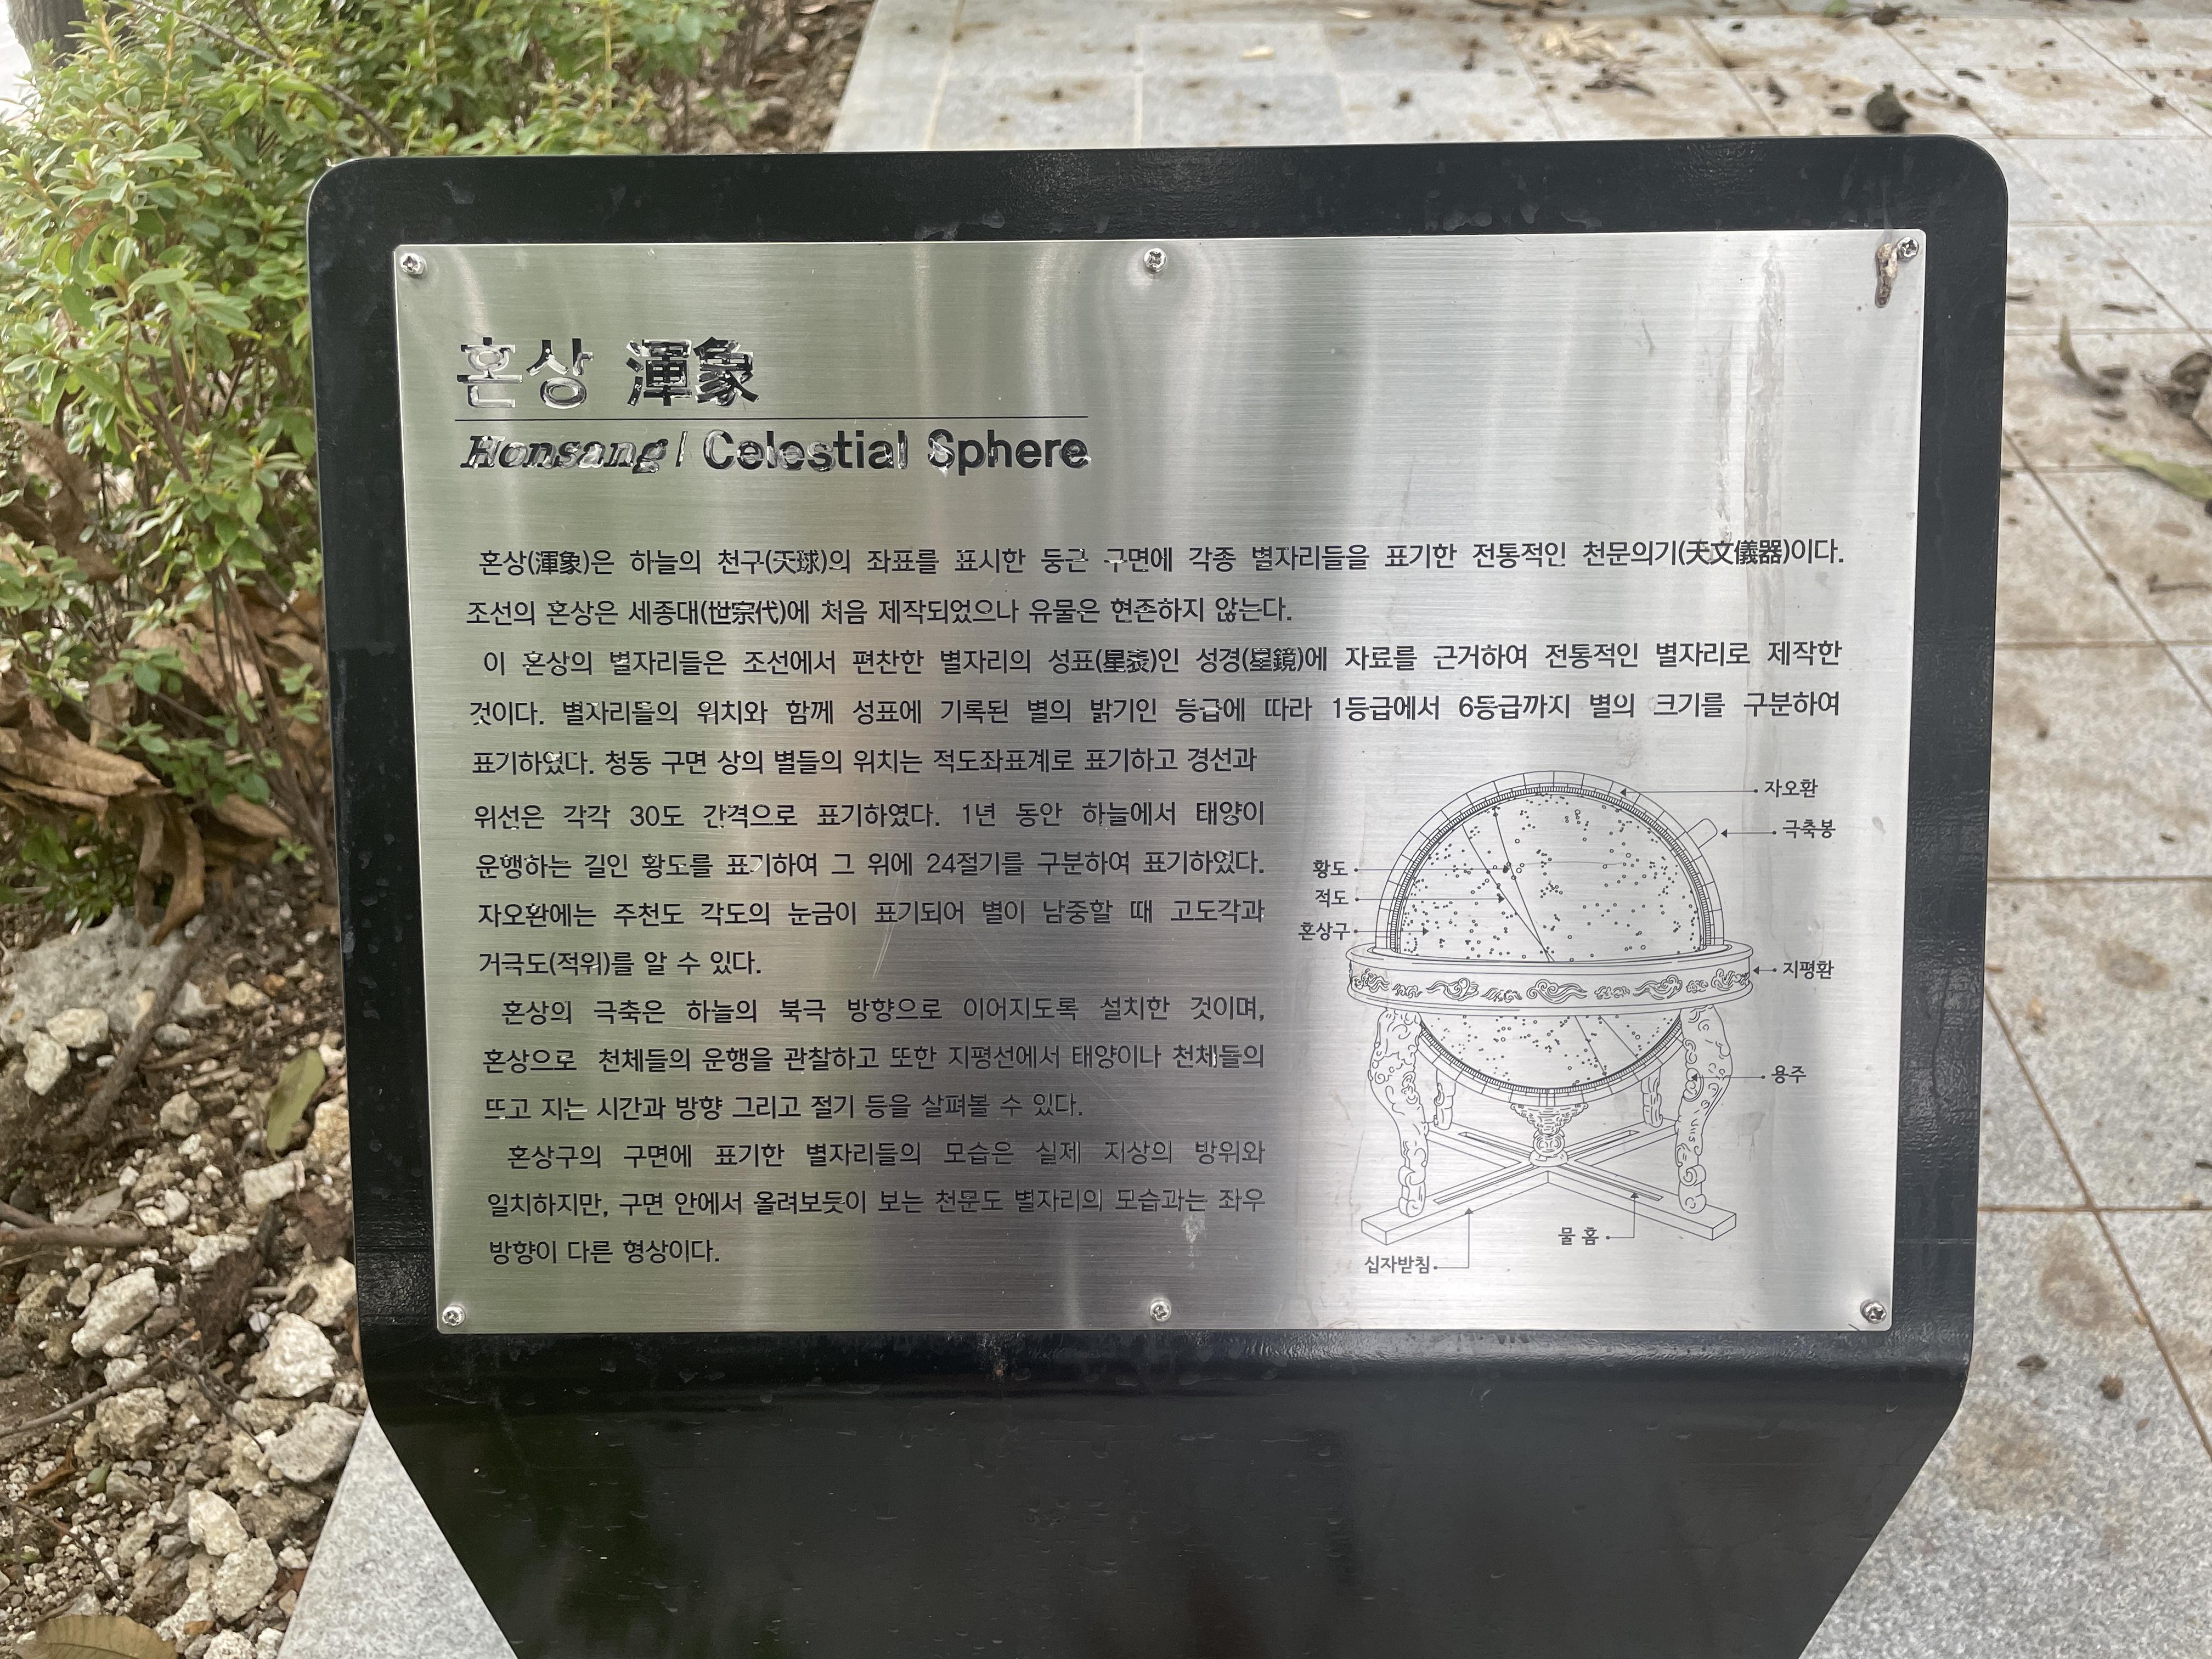 혼상 渾象
Honsang / Celestial Sphere
혼상(渾象)은 하늘의 천구(天球)의 좌표를 표시한 둥근 구면에 각종 별자리들을 표기한 전통적인 천문의기(天文儀器)이다.
조선의 혼상은 세종대(世宗代)에 처음 제작되었으나 유물은 현존하지 않는다.
이 혼상의 별자리들은 조선에서 편찬한 별자리의 성표(星表)인 성경(星鏡)에 자료를 근거하여 전통적인 별자리로 제작한
것이다. 별자리들의 위치와 함께 성표에 기록된 별의 밝기인 등급에 따라 1등급에서 6등급까지 별의 크기를 구분하여
표기하였다. 청동 구면 상의 별들의 위치는 적도좌표계로 표기하고 경선과
위선은 각각 30도 간격으로 표기하였다. 1년 동안 하늘에서 태양이
운행하는 길인 황도를 표기하여 그 위에 24절기를 구분하여 표기하였다.
자오환에는 주천도 각도의 눈금이 표기되어 별이 남중할 때 고도각과
거극도(적위)를 알 수 있다.
혼상의 극축은 하늘의 북극 방향으로 이어지도록 설치한 것이며,
혼상으로 천체들의 운행을 관찰하고 또한 지평선에서 태양이나 천체들의
뜨고 지는 시간과 방향 그리고 절기 등을 살펴볼 수 있다.
혼상구의 구면에 표기한 별자리들의 모습은 실제 지상의 방위와
일치하지만, 구면 안에서 올려보듯이 보는 천문도 별자리의 모습과는 좌우
방향이 다른 형상이다.
자오환
극축봉
황도
적도
혼상구
지평환
용주
물 홈
십자받침